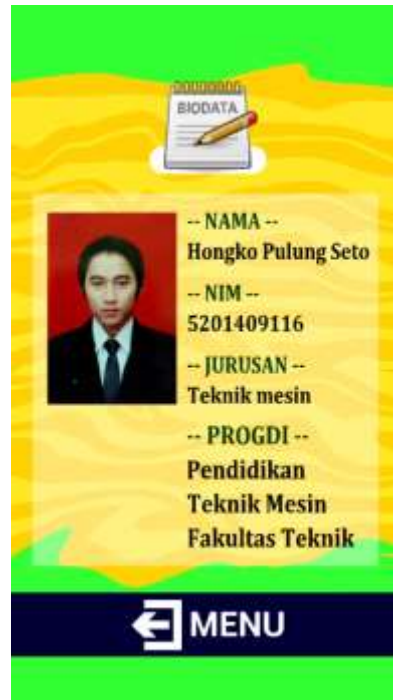 BIODATA
-- NAMA --
Hongko Pulung Seto
-- NIM --
5201409116
-- JURUSAN --
Teknik mesin
-- PROGDI --
Pendidikan
Teknik Mesin
Fakultas Teknik
MENU